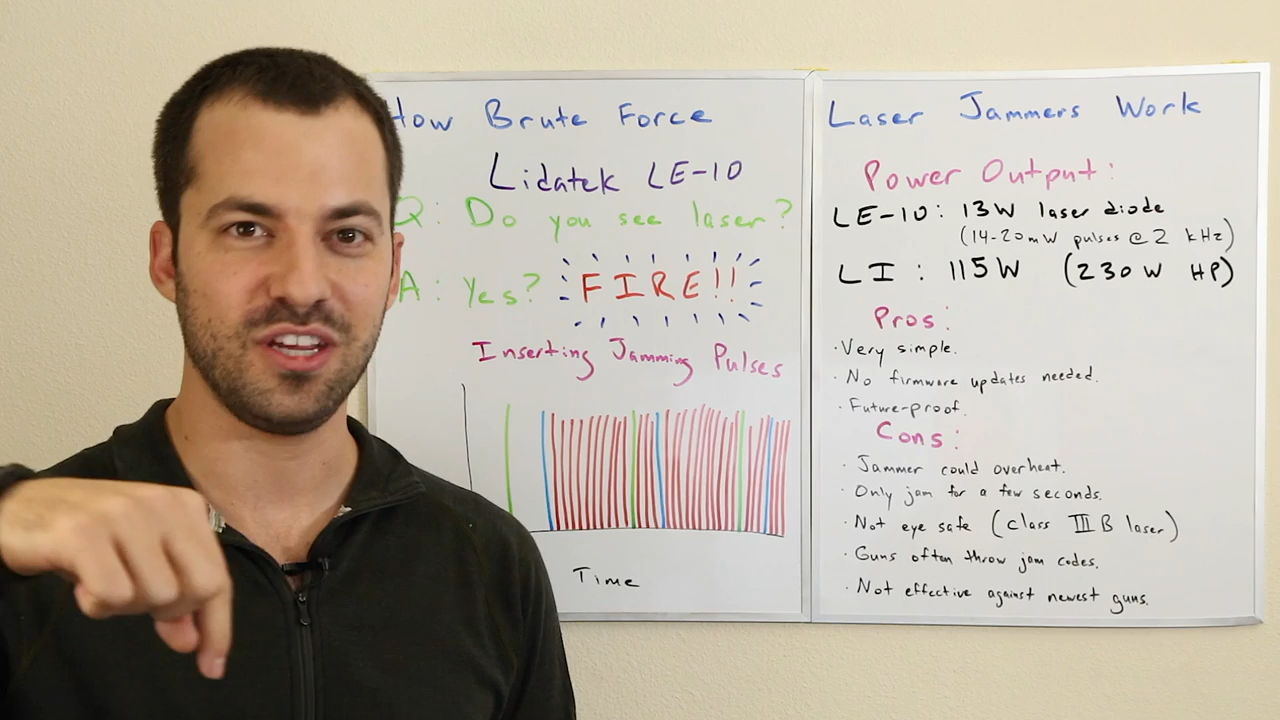 How Brute Force Laser Jammers Work
Lidatek LE-10
Q: Do you see laser?
A: Yes? FIRE!!
Inserting Jamming Pulses
Time
Power Output:
LE-10: 13W laser diode
(14-20mW pulses @ 2 kHz)
LI: 115W (230W HP)
Pros:
· Very simple.
· No firmware updates needed.
· Future-proof.
Cons:
· Jammer could overheat.
· Only jam for a few seconds.
· Not eye safe (class IIIB laser)
· Guns often throw jam codes.
· Not effective against newest guns.